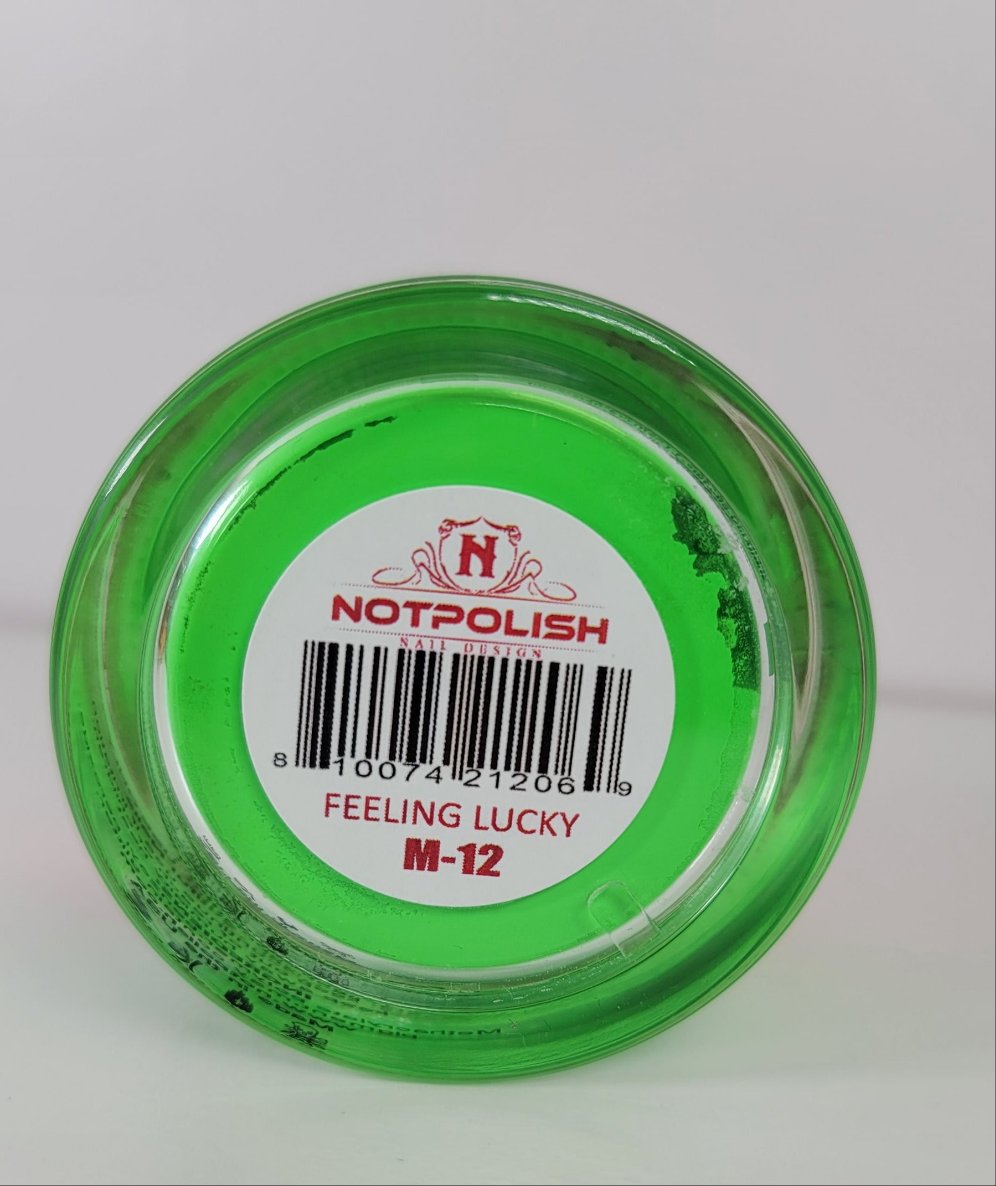 N
NOTPOLISH
NAIL DESIGN
8 10074 21206 9
FEELING LUCKY
M-12